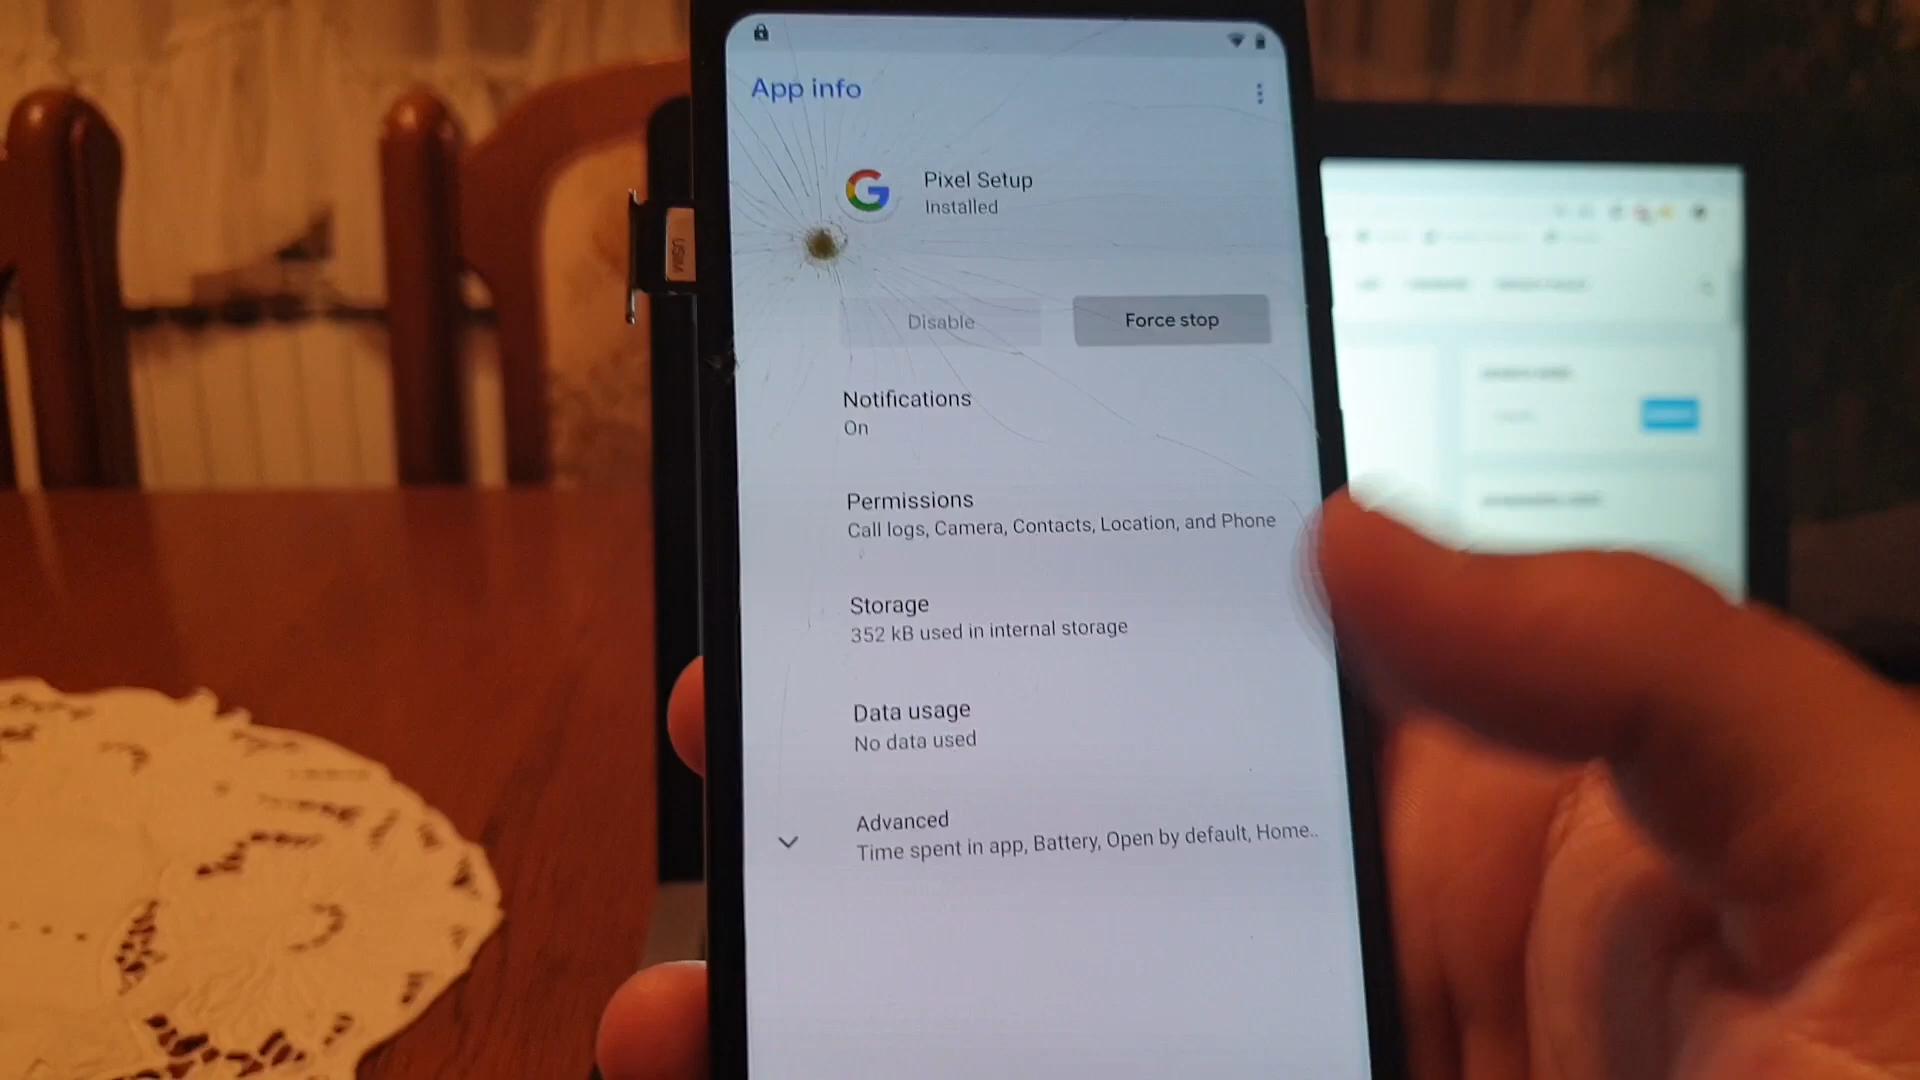 App info
Pixel Setup
Installed
USIM
Disable
Force stop
Notifications
On
Permissions
Call logs, Camera, Contacts, Location, and Phone
Storage
352 kB used in internal storage
Data usage
No data used
Advanced
Time spent in app, Battery, Open by default, Home..